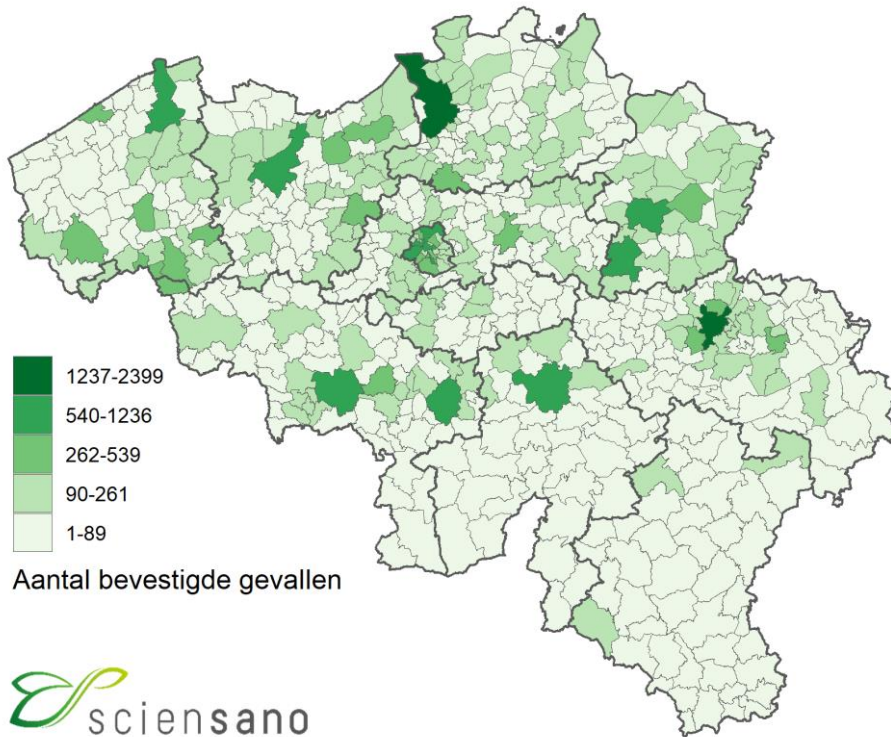 1237-2399
540-1236
262-539
90-261
1-89
Aantal bevestigde gevallen
sciensano